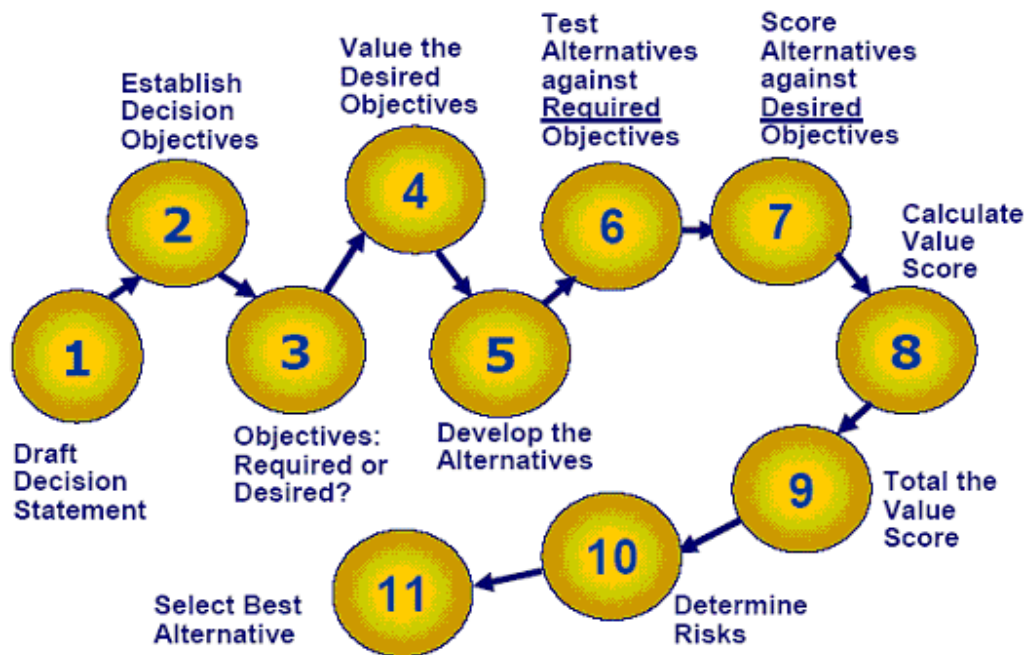 1
Draft
Decision
Statement
2
Establish
Decision
Objectives
3
Objectives:
Required or
Desired?
4
Value the
Desired
Objectives
5
Develop the
Alternatives
6
Test
Alternatives
against
Required
Objectives
7
Score
Alternatives
against
Desired
Objectives
8
Calculate
Value
Score
9
Total the
Value
Score
10
Determine
Risks
11
Select Best
Alternative